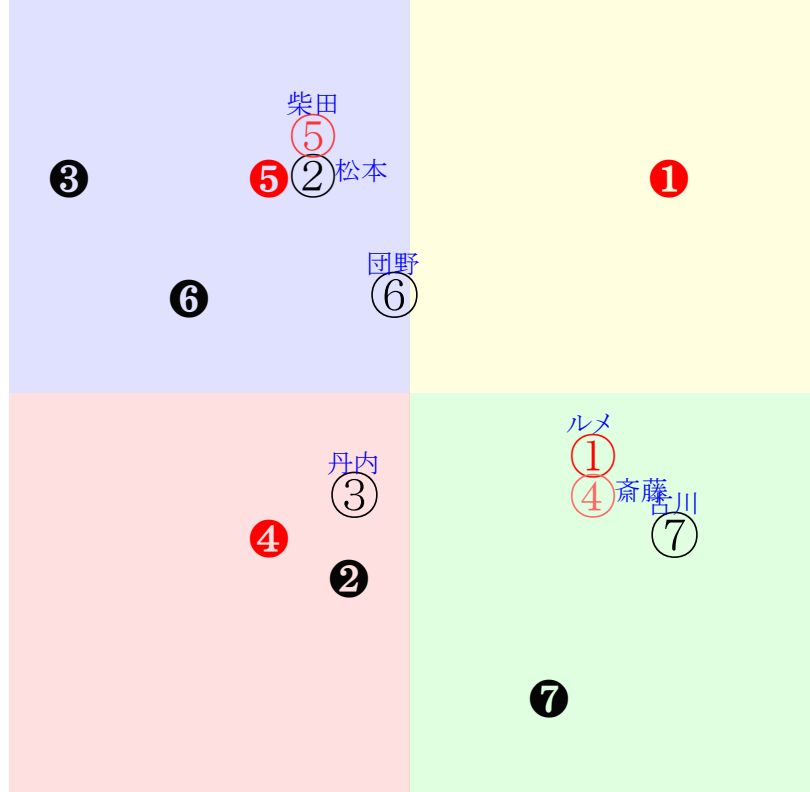 柴田
⑤
❸ ❺ ② 松本 ❶
団野
❻ ⑥
ルメ
①
丹内
③ ④ 斎藤 古川
❹ ⑦
❷
❼